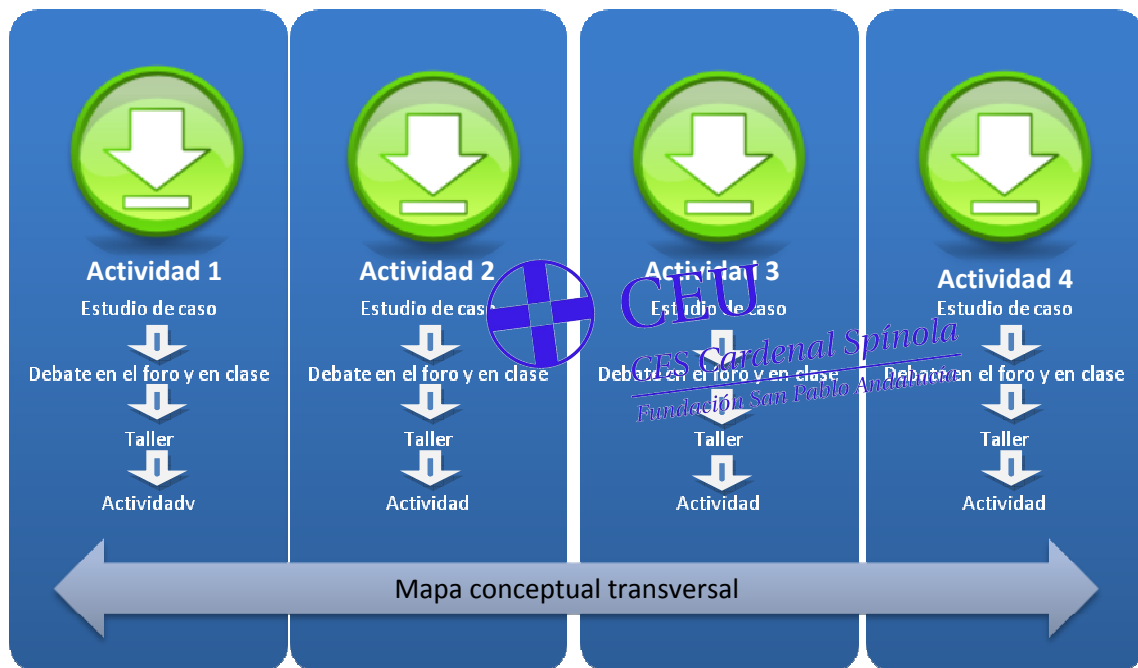 Actividad 1
Estudio de caso
Debate en el foro y en clase
Taller
Actividadv
Actividad 2
Estudio de caso
Debate en el foro y en clase
Taller
Actividad
Actividad 3
Estudio de caso
Debate en el foro y en clase
Taller
Actividad
Actividad 4
Estudio de caso
Debate en el foro y en clase
Taller
Actividad
CEU
CES Cardenal Spínola
Fundación San Pablo Andalucía
Mapa conceptual transversal